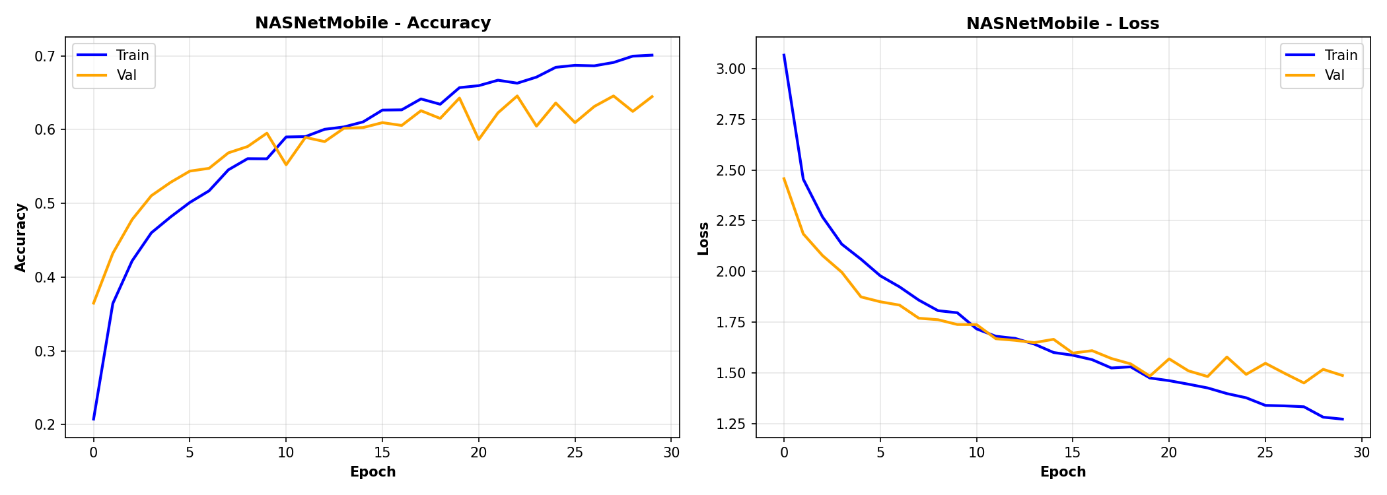 NASNetMobile - Accuracy
Train
Val
0.7
0.6
0.5
0.4
0.3
0.2
Accuracy
0 5 10 15 20 25 30
Epoch
NASNetMobile - Loss
Train
Val
3.00
2.75
2.50
2.25
2.00
1.75
1.50
1.25
Loss
0 5 10 15 20 25 30
Epoch